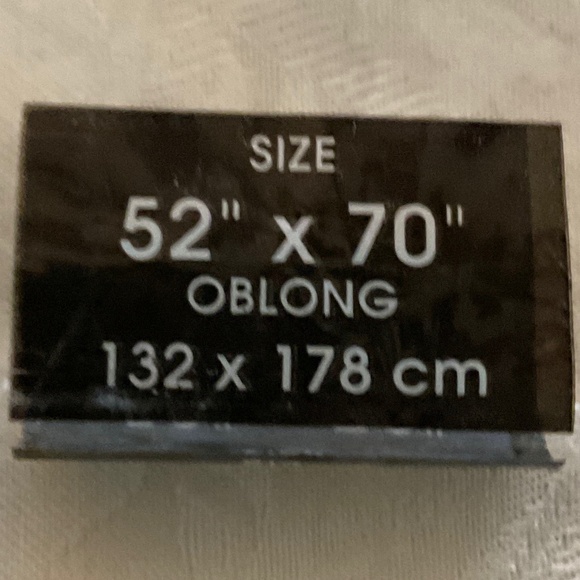 SIZE
52" x 70"
OBLONG
132 x 178 cm